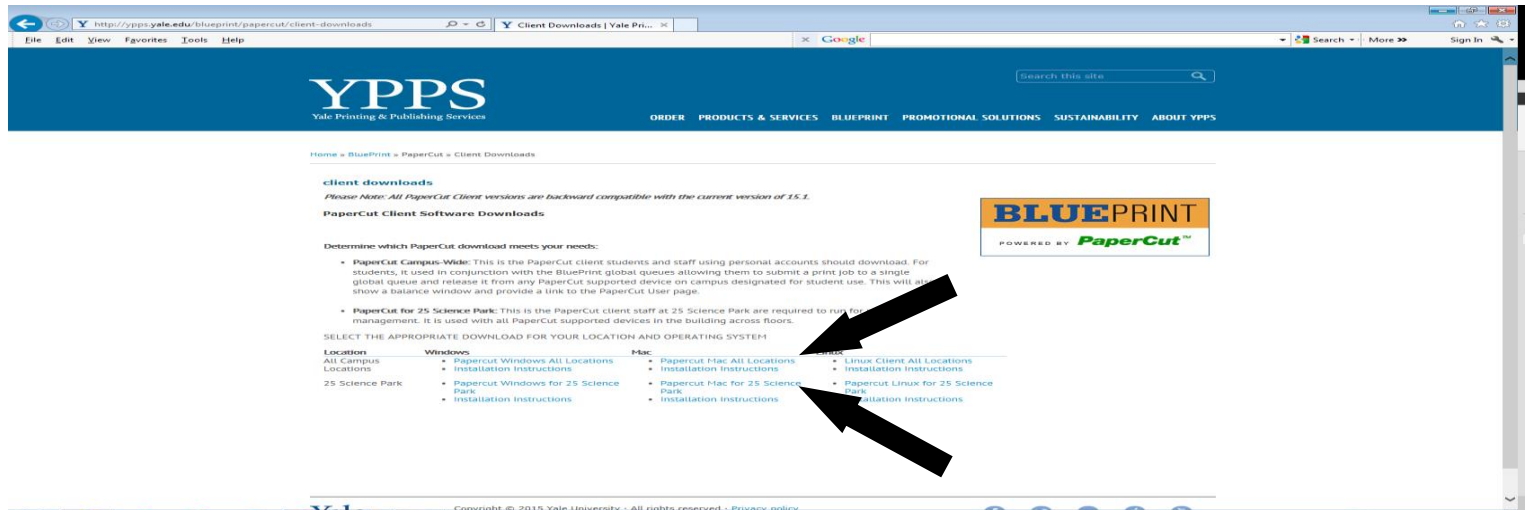 http://ypps.yale.edu/blueprint/papercut/client-downloads
Client Downloads | Yale Pri...
File Edit View Favorites Tools Help
Google
Search More >> Sign In
YPPS
Yale Printing & Publishing Services
Search this site
ORDER PRODUCTS & SERVICES BLUEPRINT PROMOTIONAL SOLUTIONS SUSTAINABILITY ABOUT YPPS
Home » BluePrint » PaperCut » Client Downloads
client downloads
Please Note: All PaperCut Client versions are backward compatible with the current version of 15.1.
PaperCut Client Software Downloads
BLUEPRINT
POWERED BY PaperCut™
Determine which PaperCut download meets your needs:
• PaperCut Campus-Wide: This is the PaperCut client students and staff using personal accounts should download. For
students, it used in conjunction with the BluePrint global queues allowing them to submit a print job to a single
global queue and release it from any PaperCut supported device on campus designated for student use. This will
show a balance window and provide a link to the PaperCut User page.
• PaperCut for 25 Science Park: This is the PaperCut client staff at 25 Science Park are required to run for
management. It is used with all PaperCut supported devices in the building across floors.
SELECT THE APPROPRIATE DOWNLOAD FOR YOUR LOCATION AND OPERATING SYSTEM
Location Windows Mac
All Campus • Papercut Windows All Locations • Papercut Mac All Locations • Linux Client All Locations
Locations • Installation Instructions • Installation Instructions • Installation Instructions
25 Science Park • Papercut Windows for 25 Science • Papercut Mac for 25 Science • Papercut Linux for 25 Science
Park Park Park
• Installation Instructions • Installation Instructions Instructions
Copyright © 2015 Yale University · All rights reserved · Privacy policy